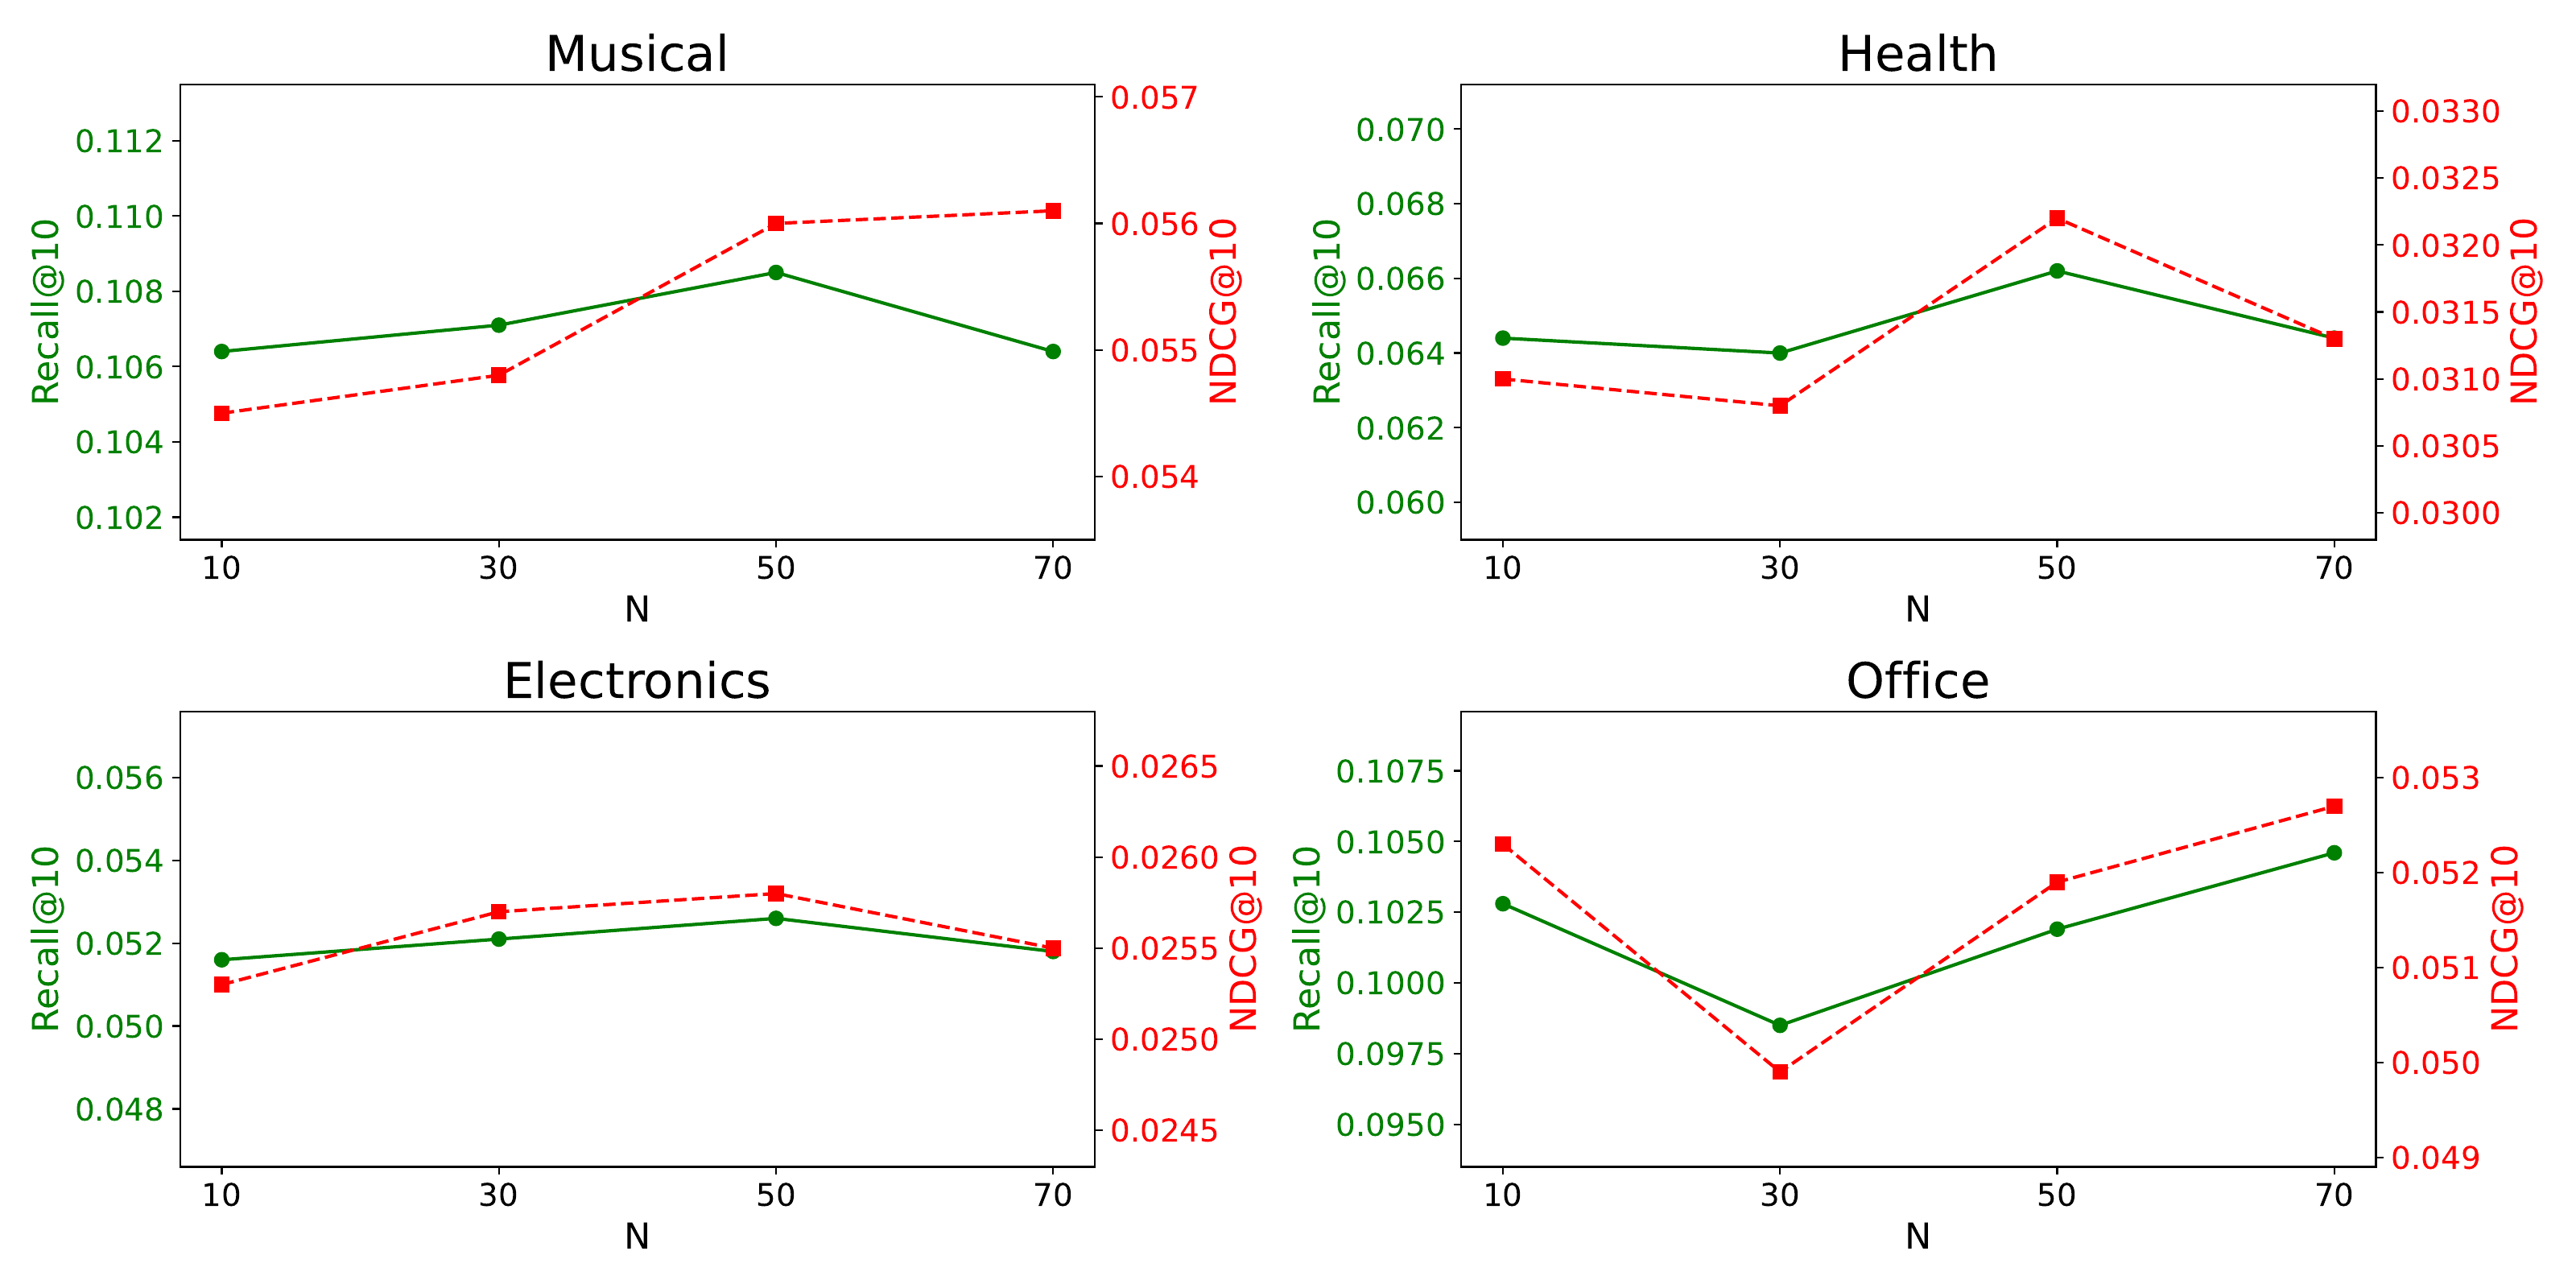 Musical
0.112
0.110
0.108
0.106
0.104
0.102
Recall@10
0.057
0.056
0.055
0.054
NDCG@10
10 30 50 70
N
Health
0.070
0.068
0.066
0.064
0.062
0.060
Recall@10
0.0330
0.0325
0.0320
0.0315
0.0310
0.0305
0.0300
NDCG@10
10 30 50 70
N
Electronics
0.056
0.054
0.052
0.050
0.048
Recall@10
0.0265
0.0260
0.0255
0.0250
0.0245
NDCG@10
10 30 50 70
N
Office
0.1075
0.1050
0.1025
0.1000
0.0975
0.0950
Recall@10
0.053
0.052
0.051
0.050
0.049
NDCG@10
10 30 50 70
N